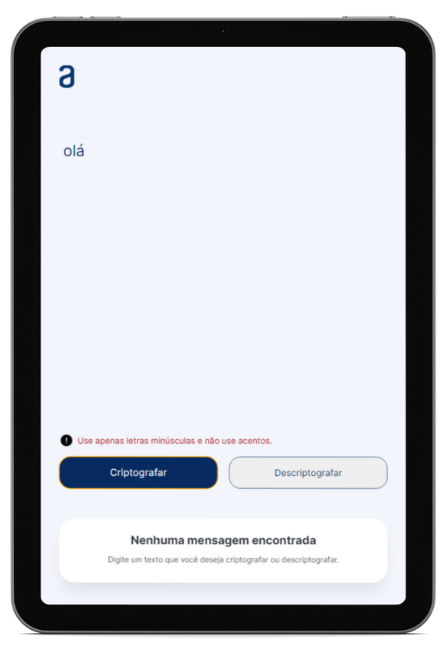 a
olá
Use apenas letras minúsculas e não use acentos.
Criptografar
Descriptografar
Nenhuma mensagem encontrada
Digite um texto que você deseja criptografar ou descriptografar.